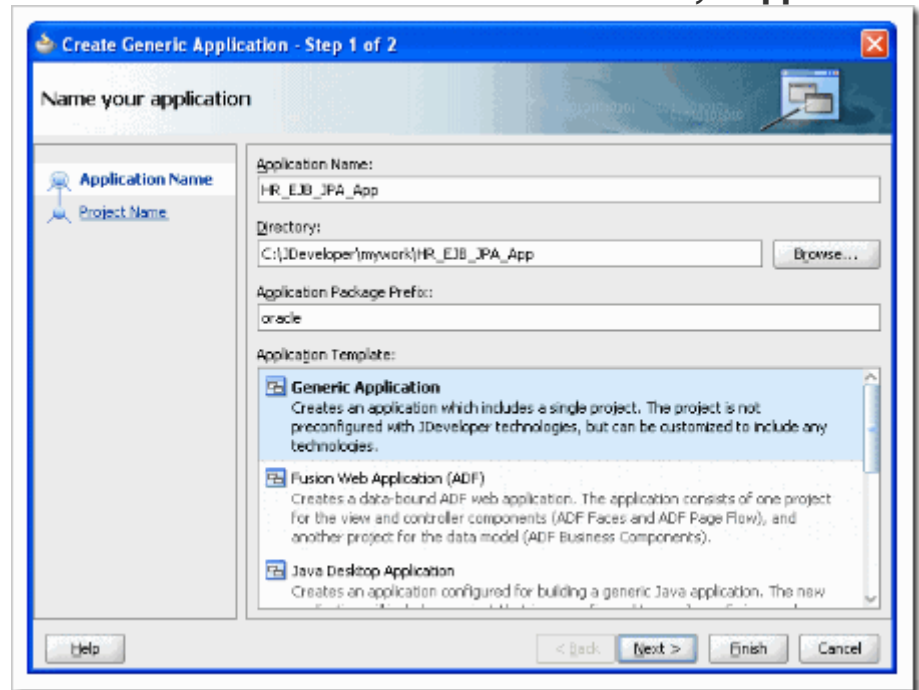 Create Generic Application - Step 1 of 2
Name your application
Application Name
Project Name
Application Name:
HR_EJB_JPA_App
Directory:
C:\JDeveloper\mywork\HR_EJB_JPA_App
Browse...
Application Package Prefix:
oracle
Application Template:
Generic Application
Creates an application which includes a single project. The project is not
preconfigured with JDeveloper technologies, but can be customized to include any
technologies.
Fusion Web Application (ADF)
Creates a data-bound ADF web application. The application consists of one project
for the view and controller components (ADF Faces and ADF Page Flow), and
another project for the data model (ADF Business Components).
Java Desktop Application
Creates an application configured for building a generic Java application. The new
Help
< Back
Next >
Finish
Cancel